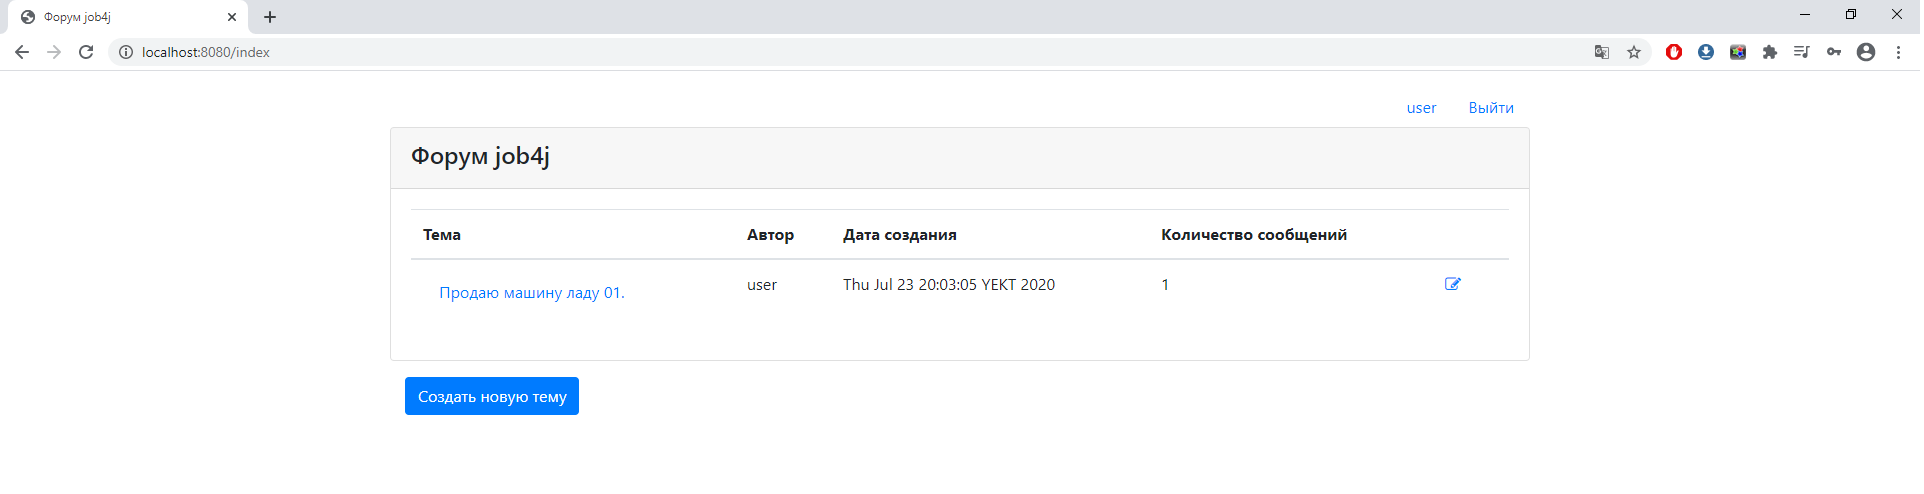 Форум job4j
localhost:8080/index
user Выйти
Форум job4j
Тема Автор Дата создания Количество сообщений
Продаю машину ладу 01. user Thu Jul 23 20:03:05 YEKT 2020 1
Создать новую тему